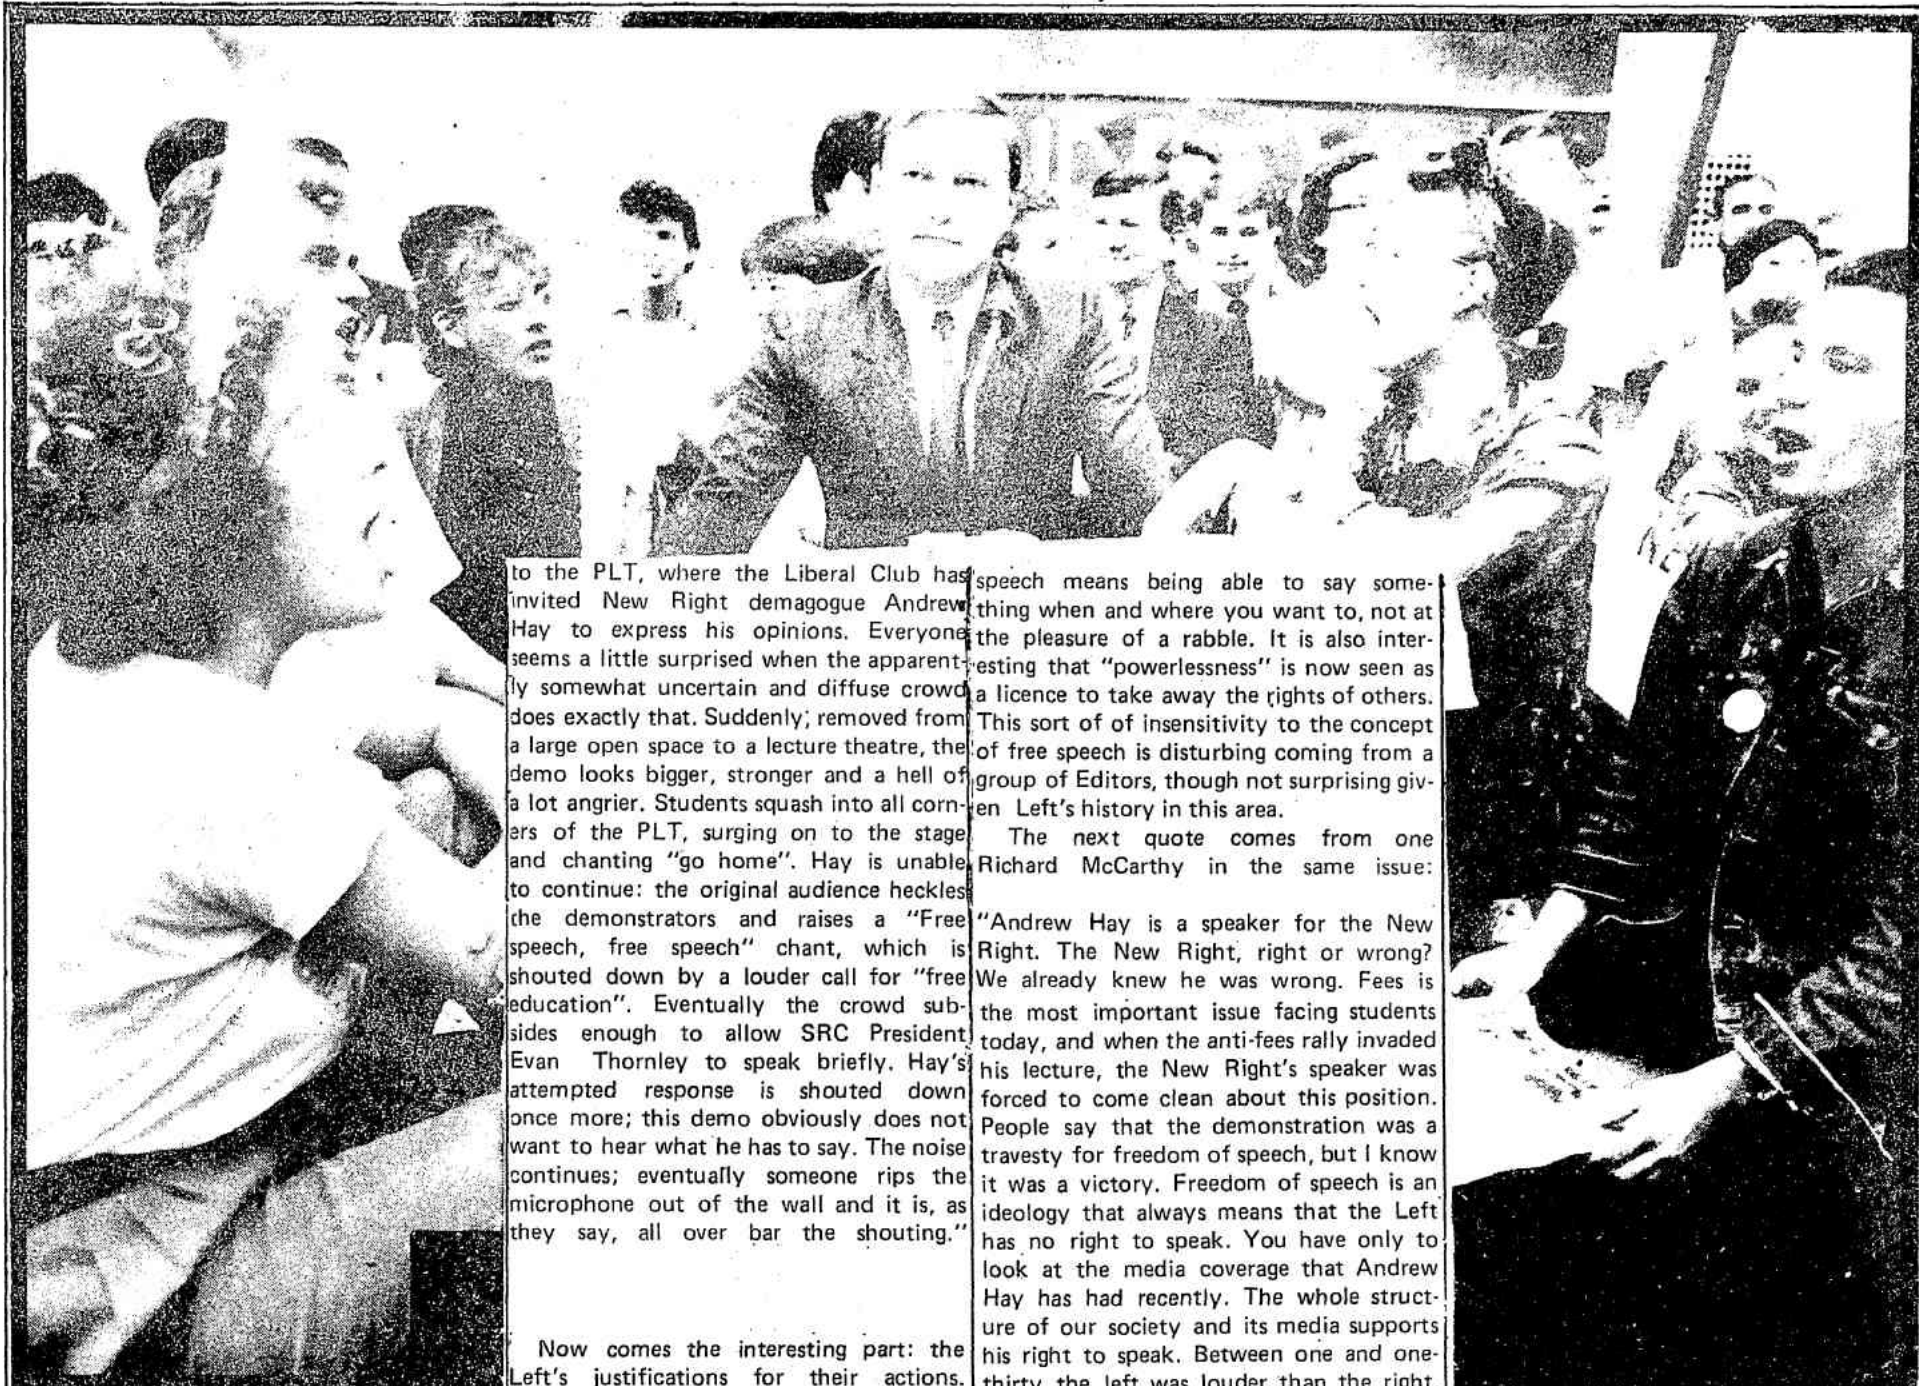 to the PLT, where the Liberal Club has
invited New Right demagogue Andrew
Hay to express his opinions. Everyone
seems a little surprised when the apparent-
ly somewhat uncertain and diffuse crowd
does exactly that. Suddenly; removed from
a large open space to a lecture theatre, the
demo looks bigger, stronger and a hell of
a lot angrier. Students squash into all corn-
ers of the PLT, surging on to the stage
and chanting "go home". Hay is unable
to continue: the original audience heckles
the demonstrators and raises a "Free
speech, free speech" chant, which is
shouted down by a louder call for "free
education". Eventually the crowd sub-
sides enough to allow SRC President
Evan Thornley to speak briefly. Hay's
attempted response is shouted down
once more; this demo obviously does not
want to hear what he has to say. The noise
continues; eventually someone rips the
microphone out of the wall and it is, as
they say, all over bar the shouting."
Now comes the interesting part: the
Left's justifications for their actions.
speech means being able to say some-
thing when and where you want to, not at
the pleasure of a rabble. It is also inter-
esting that "powerlessness" is now seen as
a licence to take away the rights of others.
This sort of of insensitivity to the concept
of free speech is disturbing coming from a
group of Editors, though not surprising giv-
en Left's history in this area.
The next quote comes from one
Richard McCarthy in the same issue:
"Andrew Hay is a speaker for the New
Right. The New Right, right or wrong?
We already knew he was wrong. Fees is
the most important issue facing students
today, and when the anti-fees rally invaded
his lecture, the New Right's speaker was
forced to come clean about this position.
People say that the demonstration was a
travesty for freedom of speech, but I know
it was a victory. Freedom of speech is an
ideology that always means that the Left
has no right to speak. You have only to
look at the media coverage that Andrew
Hay has had recently. The whole struct-
ure of our society and its media supports
his right to speak. Between one and one-
thirty the left was louder than the right